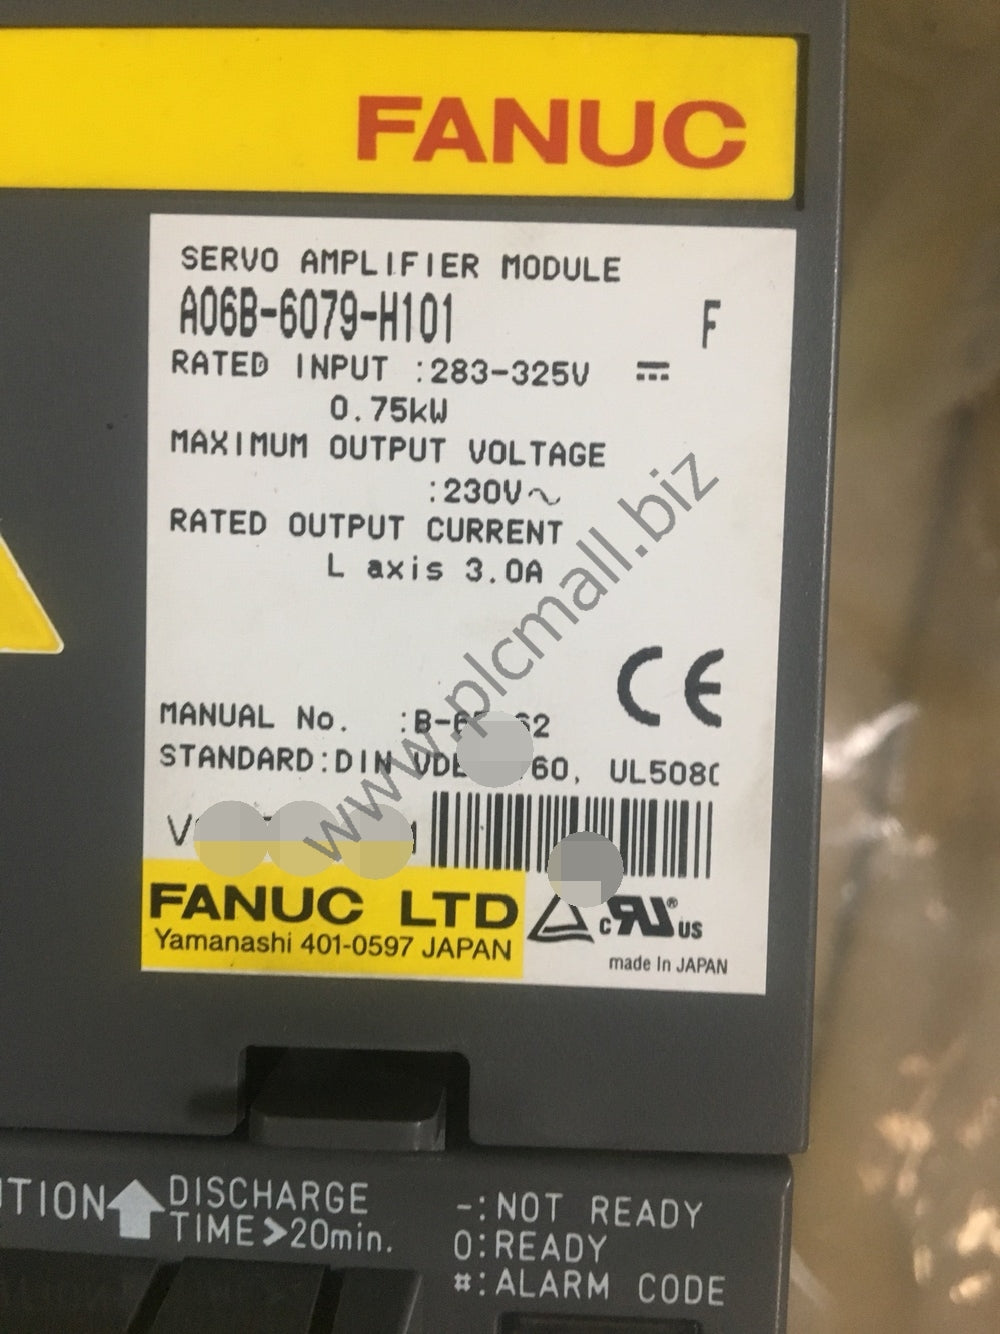 FANUC
SERVO AMPLIFIER MODULE
A06B-6079-H101 F
RATED INPUT :283-325V ⎓
0.75kW
MAXIMUM OUTPUT VOLTAGE
:230V～
RATED OUTPUT CURRENT
L axis 3.0A
CE
MANUAL No. :
STANDARD:DIN 60, UL508C
www.plcmall.biz
FANUC LTD
Yamanashi 401-0597 JAPAN
c RU ® US
made In JAPAN
DISCHARGE
TIME>20min.
-:NOT READY
0:READY
#:ALARM CODE